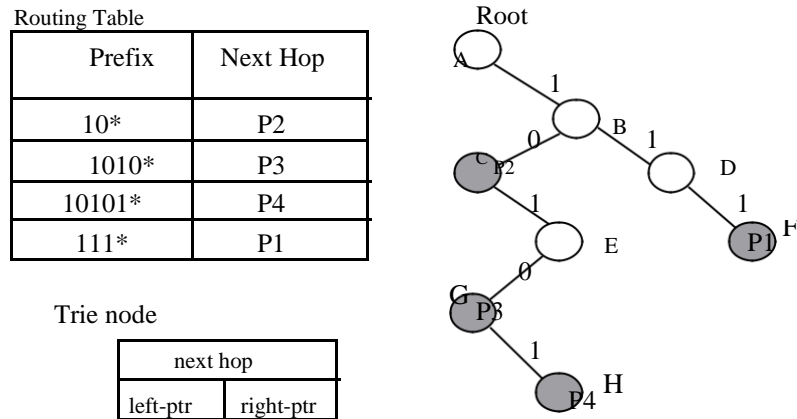 Routing Table
Prefix Next Hop
10* P2
1010* P3
10101* P4
111* P1
Trie node
next hop
left-ptr right-ptr
Root
A
1
B
0
1
C
P2
D
1
1
F
P1
E
0
G
P3
1
H
P4